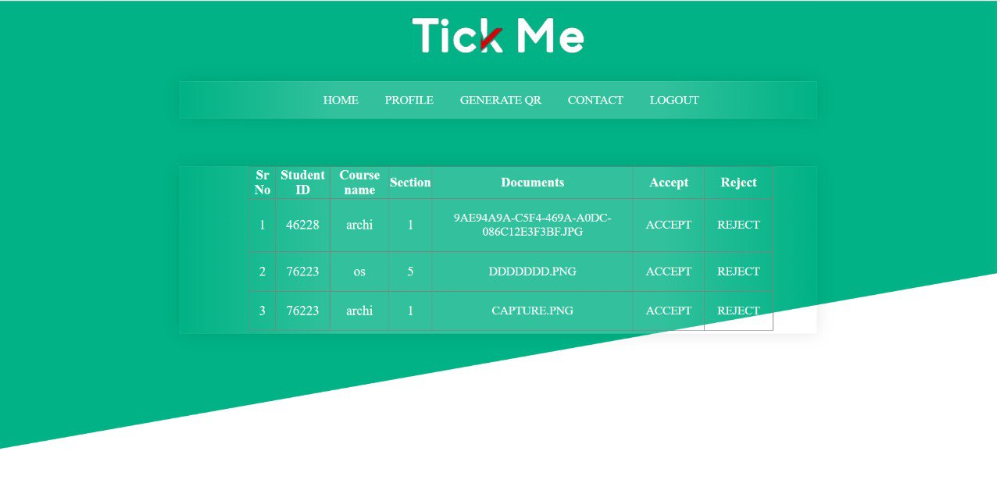 Tick Me
HOME PROFILE GENERATE QR CONTACT LOGOUT
Sr No Student ID Course name Section Documents Accept Reject
1 46228 archi 1 9AE94A9A-C5F4-469A-A0DC-086C12E3F3BF.JPG ACCEPT REJECT
2 76223 os 5 DDDDDDD.PNG ACCEPT REJECT
3 76223 archi 1 CAPTURE.PNG ACCEPT REJECT